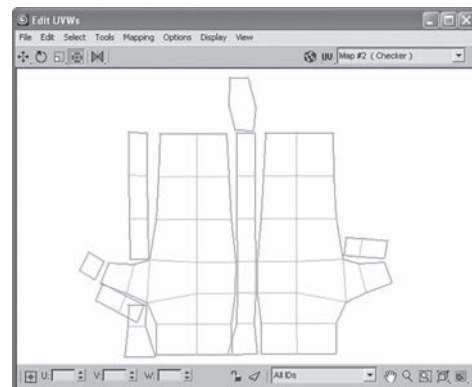 Edit UVWs
File Edit Select Tools Mapping Options Display View
UV Map #2 ( Checker )
U: V: W: All IDs